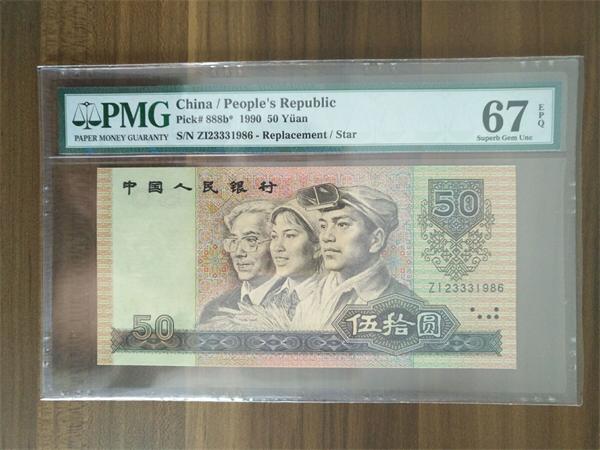 PMG
PAPER MONEY GUARANTY
China / People's Republic
Pick# 888b* 1990 50 Yüan
S/N ZI23331986 - Replacement / Star
67 EPQ
Superb Gem Unc
中国人民银行
50
ZI23331986
50
伍拾圆